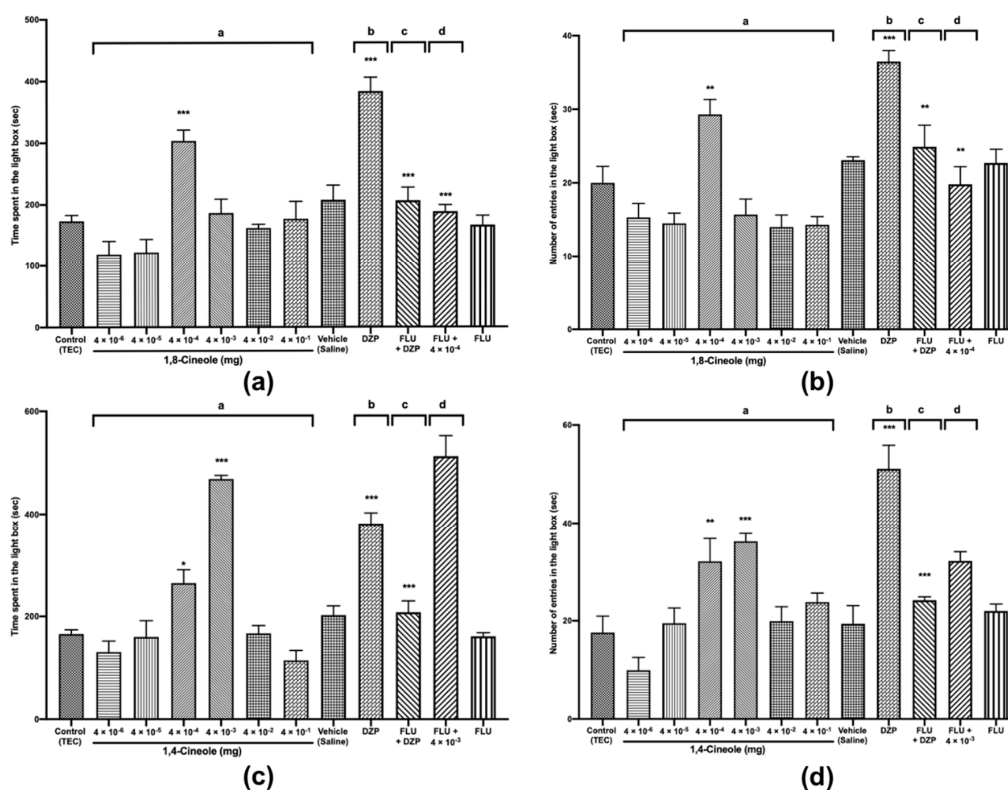 a
b
c
d
***
***
***
***
Time spent in the light box (sec)
500
400
300
200
100
0
Control (TEC)
4 × 10⁻⁶
4 × 10⁻⁵
4 × 10⁻⁴
4 × 10⁻³
4 × 10⁻²
4 × 10⁻¹
Vehicle (Saline)
DZP
FLU + DZP
FLU + 4 × 10⁻⁴
FLU
1,8-Cineole (mg)
(a)
a
b
c
d
**
***
**
**
Number of entries in the light box (sec)
40
30
20
10
0
Control (TEC)
4 × 10⁻⁶
4 × 10⁻⁵
4 × 10⁻⁴
4 × 10⁻³
4 × 10⁻²
4 × 10⁻¹
Vehicle (Saline)
DZP
FLU + DZP
FLU + 4 × 10⁻⁴
FLU
1,8-Cineole (mg)
(b)
a
b
c
d
*
***
***
***
Time spent in the light box (sec)
600
400
200
0
Control (TEC)
4 × 10⁻⁶
4 × 10⁻⁵
4 × 10⁻⁴
4 × 10⁻³
4 × 10⁻²
4 × 10⁻¹
Vehicle (Saline)
DZP
FLU + DZP
FLU + 4 × 10⁻³
FLU
1,4-Cineole (mg)
(c)
a
b
c
d
**
***
***
***
Number of entries in the light box (sec)
60
40
20
0
Control (TEC)
4 × 10⁻⁶
4 × 10⁻⁵
4 × 10⁻⁴
4 × 10⁻³
4 × 10⁻²
4 × 10⁻¹
Vehicle (Saline)
DZP
FLU + DZP
FLU + 4 × 10⁻³
FLU
1,4-Cineole (mg)
(d)